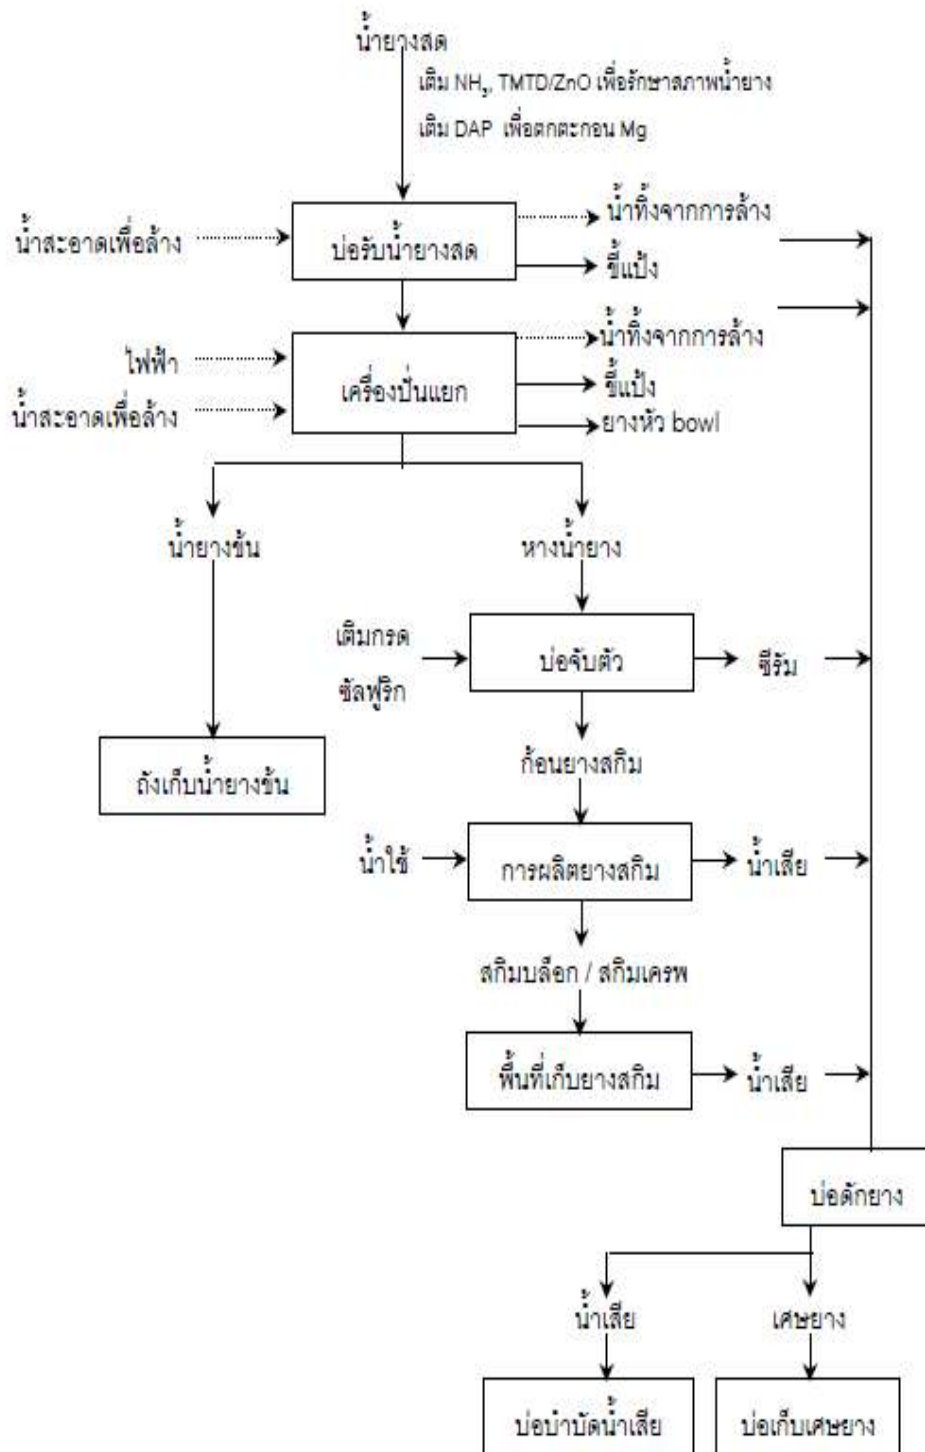 น้ำยางสด
เติม NH₃, TMTD/ZnO เพื่อรักษาสภาพน้ำยาง
เติม DAP เพื่อตกตะกอน Mg
น้ำสะอาดเพื่อล้าง
บ่อรับน้ำยางสด
น้ำทิ้งจากการล้าง
ขี้แป้ง
ไฟฟ้า
น้ำสะอาดเพื่อล้าง
เครื่องปั่นแยก
น้ำทิ้งจากการล้าง
ขี้แป้ง
ยางหัว bowl
น้ำยางข้น
หางน้ำยาง
เติมกรด
ซัลฟูริก
บ่อจับตัว
ซีรัม
ถังเก็บน้ำยางข้น
ก้อนยางสกิม
น้ำใช้
การผลิตยางสกิม
น้ำเสีย
สกิมบล็อก / สกิมเครพ
พื้นที่เก็บยางสกิม
น้ำเสีย
บ่อดักยาง
น้ำเสีย
เศษยาง
บ่อบำบัดน้ำเสีย
บ่อเก็บเศษยาง